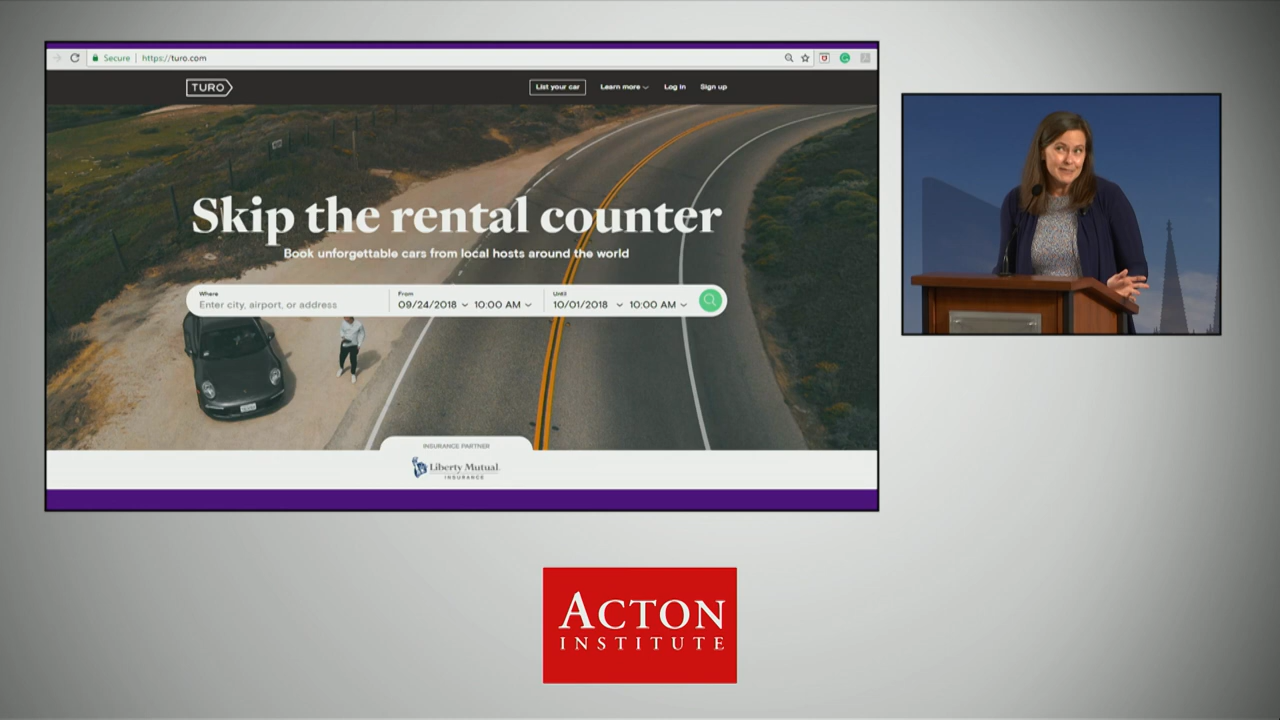 Secure
https://turo.com
TURO
List your car
Learn more
Log in
Sign up
Skip the rental counter
Book unforgettable cars from local hosts around the world
Where
Enter city, airport, or address
From
09/24/2018
10:00 AM
Until
10/01/2018
10:00 AM
INSURANCE PARTNER
Liberty Mutual.
INSURANCE
ACTON
INSTITUTE